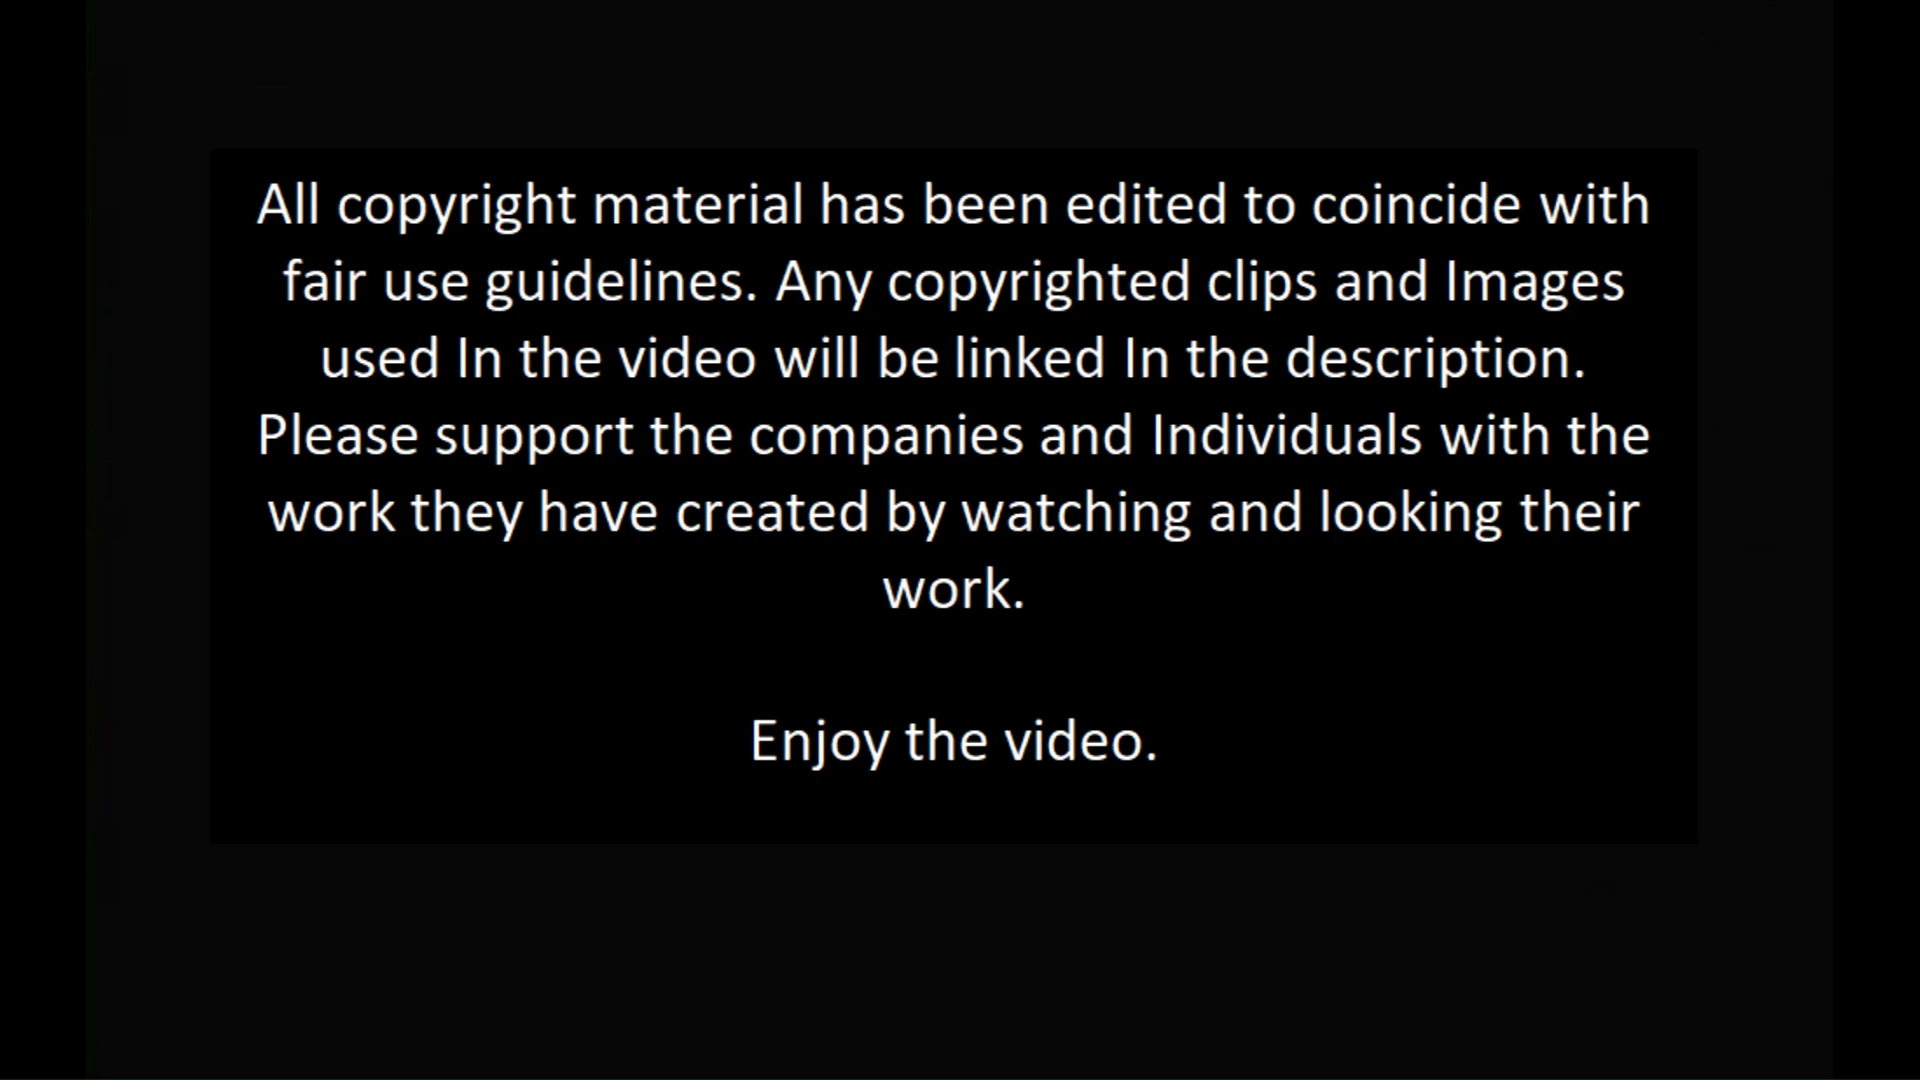 All copyright material has been edited to coincide with
fair use guidelines. Any copyrighted clips and Images
used In the video will be linked In the description.
Please support the companies and Individuals with the
work they have created by watching and looking their
work.
Enjoy the video.